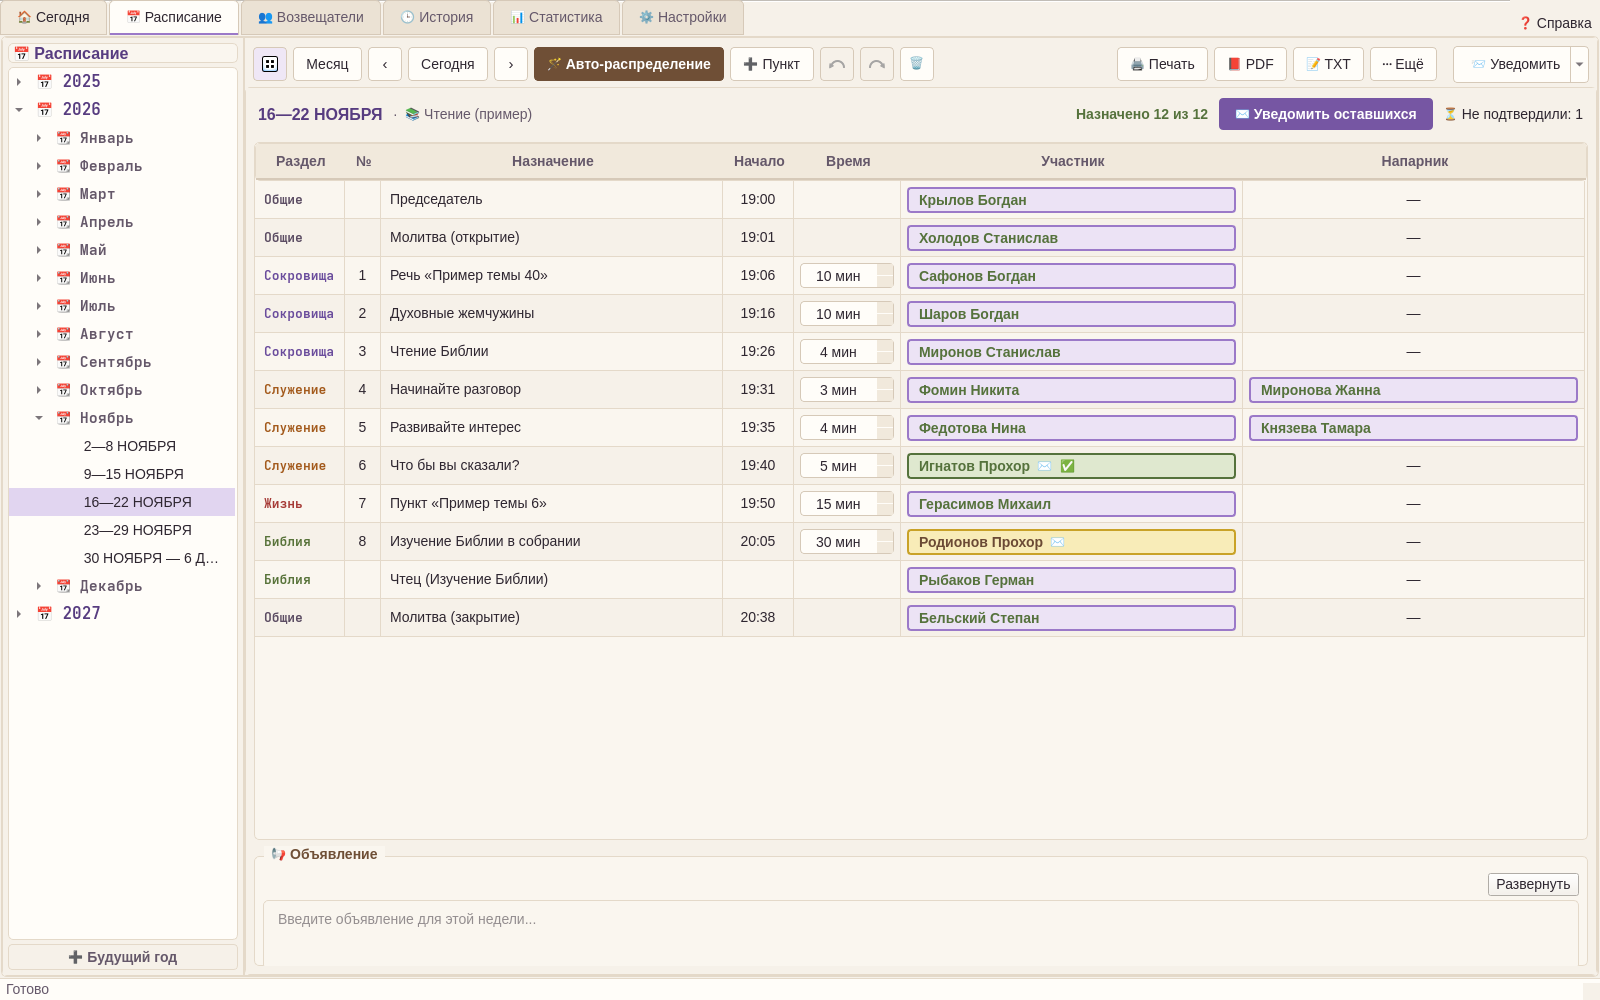 Сегодня Расписание Возвещатели История Статистика Настройки Справка
Расписание
2025
2026
Январь
Февраль
Март
Апрель
Май
Июнь
Июль
Август
Сентябрь
Октябрь
Ноябрь
2—8 НОЯБРЯ
9—15 НОЯБРЯ
16—22 НОЯБРЯ
23—29 НОЯБРЯ
30 НОЯБРЯ — 6 Д...
Декабрь
2027
Будущий год
Месяц ‹ Сегодня › Авто-распределение Пункт Печать PDF TXT Ещё Уведомить
16—22 НОЯБРЯ · Чтение (пример) Назначено 12 из 12 Уведомить оставшихся Не подтвердили: 1
Раздел № Назначение Начало Время Участник Напарник
Общие Председатель 19:00 Крылов Богдан —
Общие Молитва (открытие) 19:01 Холодов Станислав —
Сокровища 1 Речь «Пример темы 40» 19:06 10 мин Сафонов Богдан —
Сокровища 2 Духовные жемчужины 19:16 10 мин Шаров Богдан —
Сокровища 3 Чтение Библии 19:26 4 мин Миронов Станислав —
Служение 4 Начинайте разговор 19:31 3 мин Фомин Никита Миронова Жанна
Служение 5 Развивайте интерес 19:35 4 мин Федотова Нина Князева Тамара
Служение 6 Что бы вы сказали? 19:40 5 мин Игнатов Прохор —
Жизнь 7 Пункт «Пример темы 6» 19:50 15 мин Герасимов Михаил —
Библия 8 Изучение Библии в собрании 20:05 30 мин Родионов Прохор —
Библия Чтец (Изучение Библии) Рыбаков Герман —
Общие Молитва (закрытие) 20:38 Бельский Степан —
Объявление
Развернуть
Введите объявление для этой недели...
Готово